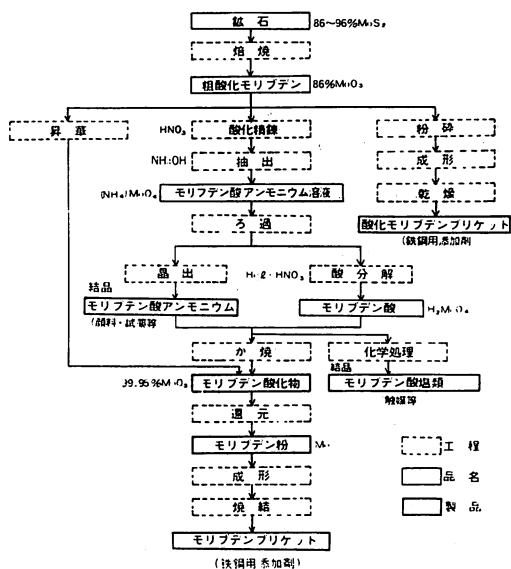 鉱石 86～96%MoS₂
焙焼
粗酸化モリブデン 86%MoO₃
昇華 HNO₃ 酸化精錬 粉砕
NH₄OH 抽出 成形
(NH₄)₂MoO₄ モリブデン酸アンモニウム溶液 乾燥
ろ過 酸化モリブデンブリケット
(鉄鋼用添加剤
晶出 HNO₃ 酸分解
結晶
モリブデン酸アンモニウム モリブデン酸 H₂MoO₄
(顔料・試薬等
か焼 化学処理
結晶
99.95%MoO₃ モリブデン酸化物 モリブデン酸塩類
触媒等
還元
モリブデン粉 Mo
成形
焼結
モリブデンブリケット
(鉄鋼用添加剤)
工程
品名
製品